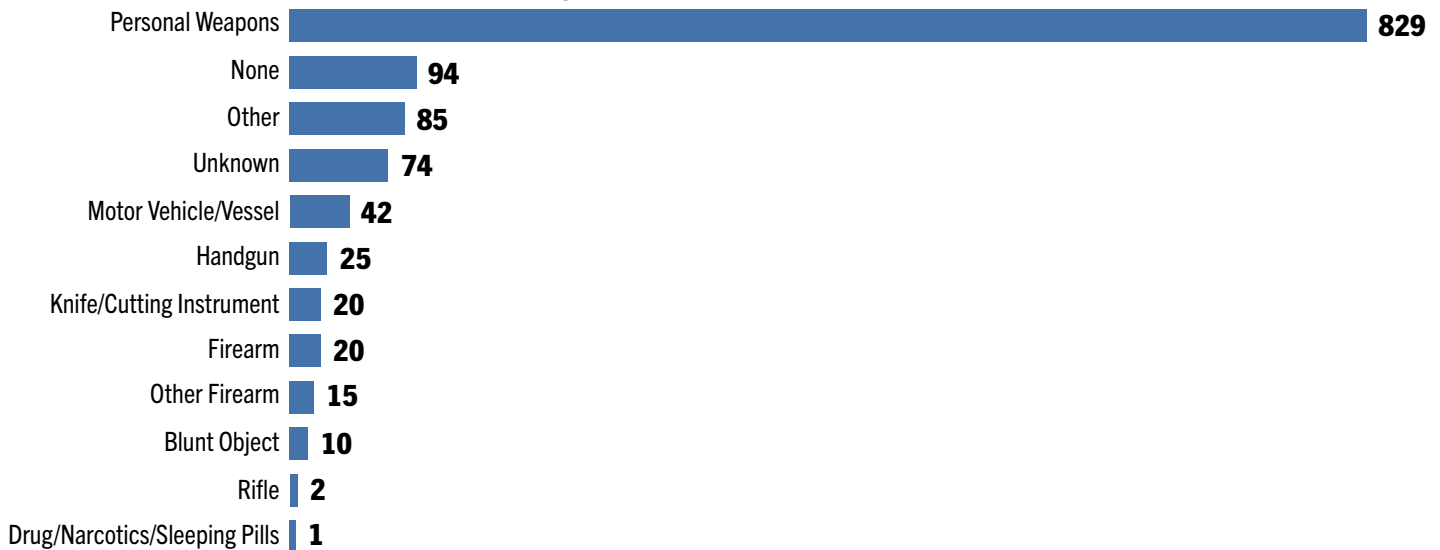 Personal Weapons 829
None 94
Other 85
Unknown 74
Motor Vehicle/Vessel 42
Handgun 25
Knife/Cutting Instrument 20
Firearm 20
Other Firearm 15
Blunt Object 10
Rifle 2
Drug/Narcotics/Sleeping Pills 1